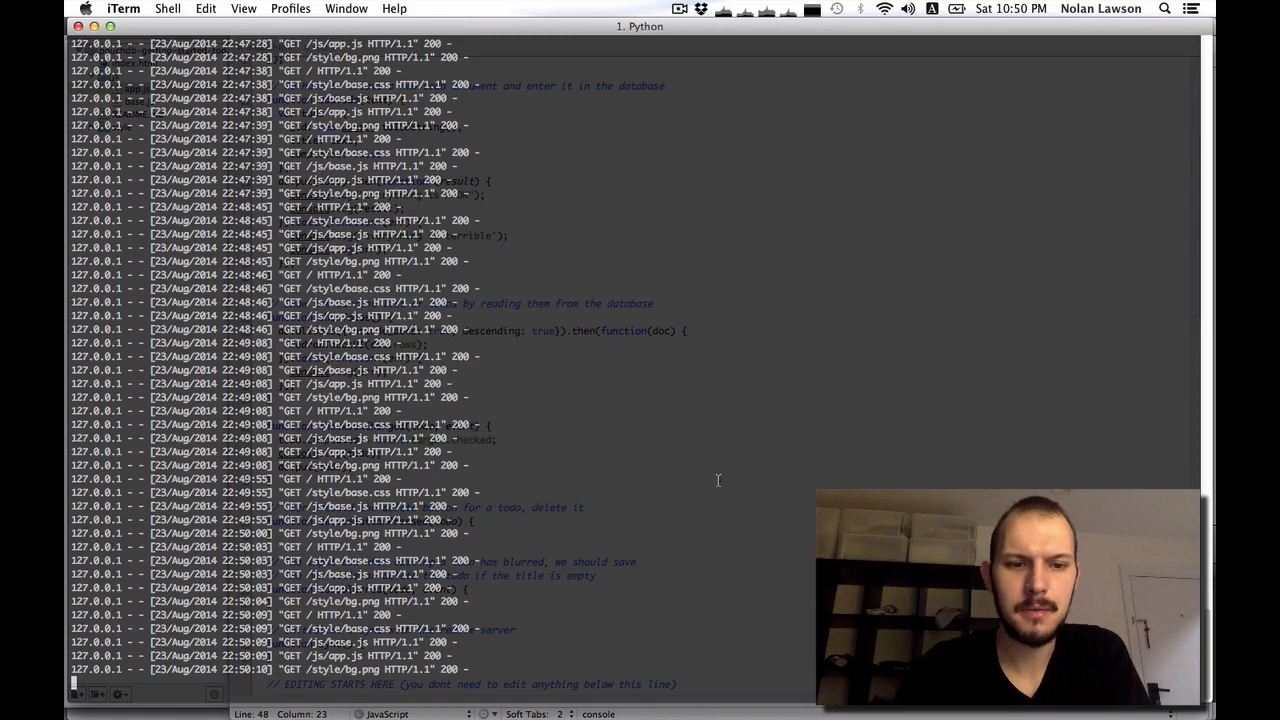 iTerm Shell Edit View Profiles Window Help Sat 10:50 PM Nolan Lawson
1. Python
127.0.0.1 - - [23/Aug/2014 22:47:28] "GET /js/app.js HTTP/1.1" 200 -
127.0.0.1 - - [23/Aug/2014 22:47:28] "GET /style/bg.png HTTP/1.1" 200 -
127.0.0.1 - - [23/Aug/2014 22:47:38] "GET / HTTP/1.1" 200 -
127.0.0.1 - - [23/Aug/2014 22:47:38] "GET /style/base.css HTTP/1.1" 200 - ument and enter it in the database
127.0.0.1 - - [23/Aug/2014 22:47:38] "GET /js/base.js HTTP/1.1" 200 -
127.0.0.1 - - [23/Aug/2014 22:47:38] "GET /js/app.js HTTP/1.1" 200 -
127.0.0.1 - - [23/Aug/2014 22:47:39] "GET /style/bg.png HTTP/1.1" 200 -
127.0.0.1 - - [23/Aug/2014 22:47:39] "GET / HTTP/1.1" 200 -
127.0.0.1 - - [23/Aug/2014 22:47:39] "GET /style/base.css HTTP/1.1" 200 -
127.0.0.1 - - [23/Aug/2014 22:47:39] "GET /js/base.js HTTP/1.1" 200 -
127.0.0.1 - - [23/Aug/2014 22:47:39] "GET /js/app.js HTTP/1.1" 200 - sult) {
127.0.0.1 - - [23/Aug/2014 22:47:39] "GET /style/bg.png HTTP/1.1" 200 -
127.0.0.1 - - [23/Aug/2014 22:48:45] "GET / HTTP/1.1" 200 -
127.0.0.1 - - [23/Aug/2014 22:48:45] "GET /style/base.css HTTP/1.1" 200 -
127.0.0.1 - - [23/Aug/2014 22:48:45] "GET /js/base.js HTTP/1.1" 200 - terrible');
127.0.0.1 - - [23/Aug/2014 22:48:45] "GET /js/app.js HTTP/1.1" 200 -
127.0.0.1 - - [23/Aug/2014 22:48:45] "GET /style/bg.png HTTP/1.1" 200 -
127.0.0.1 - - [23/Aug/2014 22:48:46] "GET / HTTP/1.1" 200 -
127.0.0.1 - - [23/Aug/2014 22:48:46] "GET /style/base.css HTTP/1.1" 200 -
127.0.0.1 - - [23/Aug/2014 22:48:46] "GET /js/base.js HTTP/1.1" 200 - by reading them from the database
127.0.0.1 - - [23/Aug/2014 22:48:46] "GET /js/app.js HTTP/1.1" 200 -
127.0.0.1 - - [23/Aug/2014 22:48:46] "GET /style/bg.png HTTP/1.1" 200 - descending: true}).then(function(doc) {
127.0.0.1 - - [23/Aug/2014 22:49:08] "GET / HTTP/1.1" 200 -
127.0.0.1 - - [23/Aug/2014 22:49:08] "GET /style/base.css HTTP/1.1" 200 -
127.0.0.1 - - [23/Aug/2014 22:49:08] "GET /js/base.js HTTP/1.1" 200 -
127.0.0.1 - - [23/Aug/2014 22:49:08] "GET /js/app.js HTTP/1.1" 200 -
127.0.0.1 - - [23/Aug/2014 22:49:08] "GET /style/bg.png HTTP/1.1" 200 -
127.0.0.1 - - [23/Aug/2014 22:49:08] "GET / HTTP/1.1" 200 -
127.0.0.1 - - [23/Aug/2014 22:49:08] "GET /style/base.css HTTP/1.1" 200 -
127.0.0.1 - - [23/Aug/2014 22:49:08] "GET /js/base.js HTTP/1.1" 200 - checked;
127.0.0.1 - - [23/Aug/2014 22:49:08] "GET /js/app.js HTTP/1.1" 200 -
127.0.0.1 - - [23/Aug/2014 22:49:08] "GET /style/bg.png HTTP/1.1" 200 -
127.0.0.1 - - [23/Aug/2014 22:49:55] "GET / HTTP/1.1" 200 -
127.0.0.1 - - [23/Aug/2014 22:49:55] "GET /style/base.css HTTP/1.1" 200 -
127.0.0.1 - - [23/Aug/2014 22:49:55] "GET /js/base.js HTTP/1.1" 200 - for a todo, delete it
127.0.0.1 - - [23/Aug/2014 22:49:55] "GET /js/app.js HTTP/1.1" 200 -
127.0.0.1 - - [23/Aug/2014 22:50:00] "GET /style/bg.png HTTP/1.1" 200 -
127.0.0.1 - - [23/Aug/2014 22:50:03] "GET / HTTP/1.1" 200 -
127.0.0.1 - - [23/Aug/2014 22:50:03] "GET /style/base.css HTTP/1.1" 200 - has blurred, we should save
127.0.0.1 - - [23/Aug/2014 22:50:03] "GET /js/base.js HTTP/1.1" 200 - todo if the title is empty
127.0.0.1 - - [23/Aug/2014 22:50:03] "GET /js/app.js HTTP/1.1" 200 -
127.0.0.1 - - [23/Aug/2014 22:50:04] "GET /style/bg.png HTTP/1.1" 200 -
127.0.0.1 - - [23/Aug/2014 22:50:09] "GET / HTTP/1.1" 200 -
127.0.0.1 - - [23/Aug/2014 22:50:09] "GET /style/base.css HTTP/1.1" 200 - server
127.0.0.1 - - [23/Aug/2014 22:50:09] "GET /js/base.js HTTP/1.1" 200 -
127.0.0.1 - - [23/Aug/2014 22:50:09] "GET /js/app.js HTTP/1.1" 200 -
127.0.0.1 - - [23/Aug/2014 22:50:10] "GET /style/bg.png HTTP/1.1" 200 -
// EDITING STARTS HERE (you dont need to edit anything below this line)
Line: 48 Column: 23 JavaScript Soft Tabs: 2 console